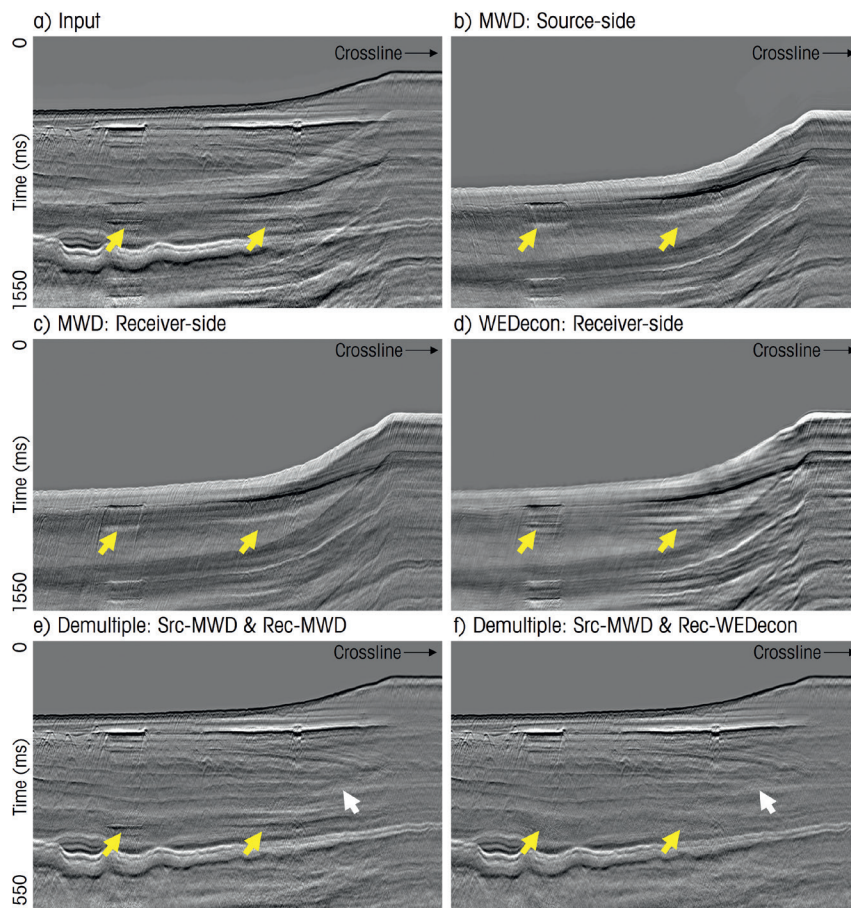 a) Input
b) MWD: Source-side
0
Crossline
Crossline
Time (ms)
1550
c) MWD: Receiver-side
d) WEDecon: Receiver-side
0
Crossline
Crossline
Time (ms)
1550
e) Demultiple: Src-MWD & Rec-MWD
f) Demultiple: Src-MWD & Rec-WEDecon
0
Crossline
Crossline
Time (ms)
550